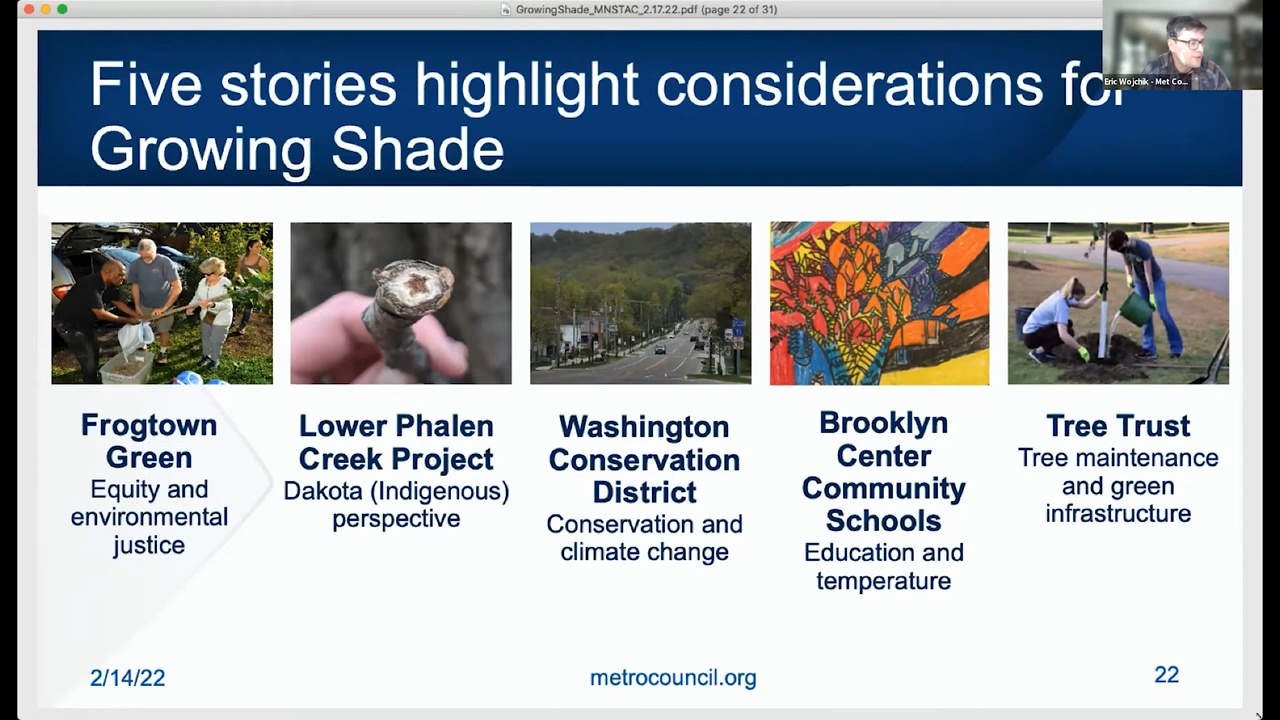 GrowingShade_MNSTAC_2.17.22.pdf (page 22 of 31)
Eric Wojchik - Met Co...
Five stories highlight considerations for
Growing Shade
Frogtown
Green
Equity and
environmental
justice
Lower Phalen
Creek Project
Dakota (Indigenous)
perspective
Washington
Conservation
District
Conservation and
climate change
Brooklyn
Center
Community
Schools
Education and
temperature
Tree Trust
Tree maintenance
and green
infrastructure
2/14/22
metrocouncil.org
22